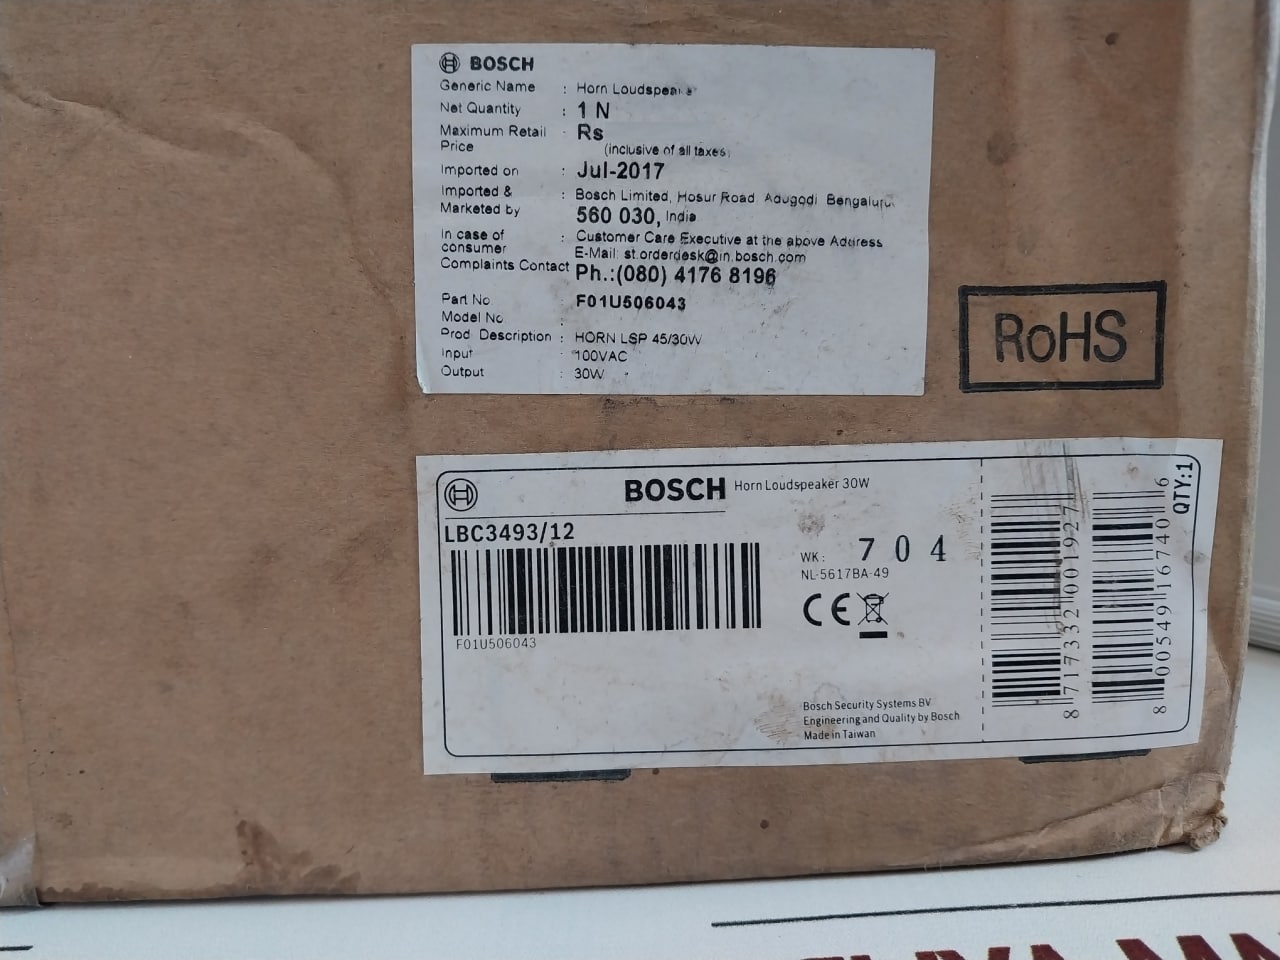 BOSCH
Generic Name : Horn Loudspeaker
Net Quantity : 1 N
Maximum Retail Price : Rs
(inclusive of all taxes)
Imported on : Jul-2017
Imported & Marketed by : Bosch Limited, Hosur Road, Adugodi, Bengaluru,
560 030, India
In case of consumer : Customer Care Executive at the above Address
E-Mail: st.orderdesk@in.bosch.com
Complaints Contact Ph.:(080) 4176 8196
Part No. F01U506043
Model No.
Prod. Description : HORN LSP 45/30W
Input : 100VAC
Output : 30W
RoHS
BOSCH Horn Loudspeaker 30W
LBC3493/12
F01U506043
WK: 704
NL-5617BA-49
CE
Bosch Security Systems BV
Engineering and Quality by Bosch
Made in Taiwan
8 717332 001927
8 00549 16740 6
QTY:1